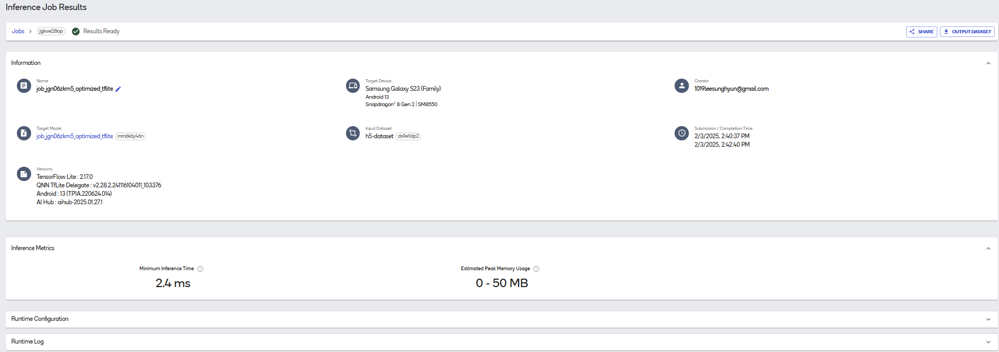 Inference Job Results
Jobs > jgkve28op Results Ready
SHARE
OUTPUT DATASET
Information
Name
job_jgn06zkm5_optimized_tflite
Target Device
Samsung Galaxy S23 (Family)
Android 13
Snapdragon® 8 Gen 2 | SM8550
Creator
1019leesunghyun@gmail.com
Target Model
job_jgn06zkm5_optimized_tflite mm6k6y46n
Input Dataset
h5-dataset dx9e11dp2
Submission / Completion Time
2/3/2025, 2:40:37 PM
2/3/2025, 2:42:40 PM
Versions
TensorFlow Lite : 2.17.0
QNN TfLite Delegate : v2.28.2.241116104011_103376
Android : 13 (TP1A.220624.014)
AI Hub : aihub-2025.01.27.1
Inference Metrics
Minimum Inference Time
2.4 ms
Estimated Peak Memory Usage
0 - 50 MB
Runtime Configuration
Runtime Log